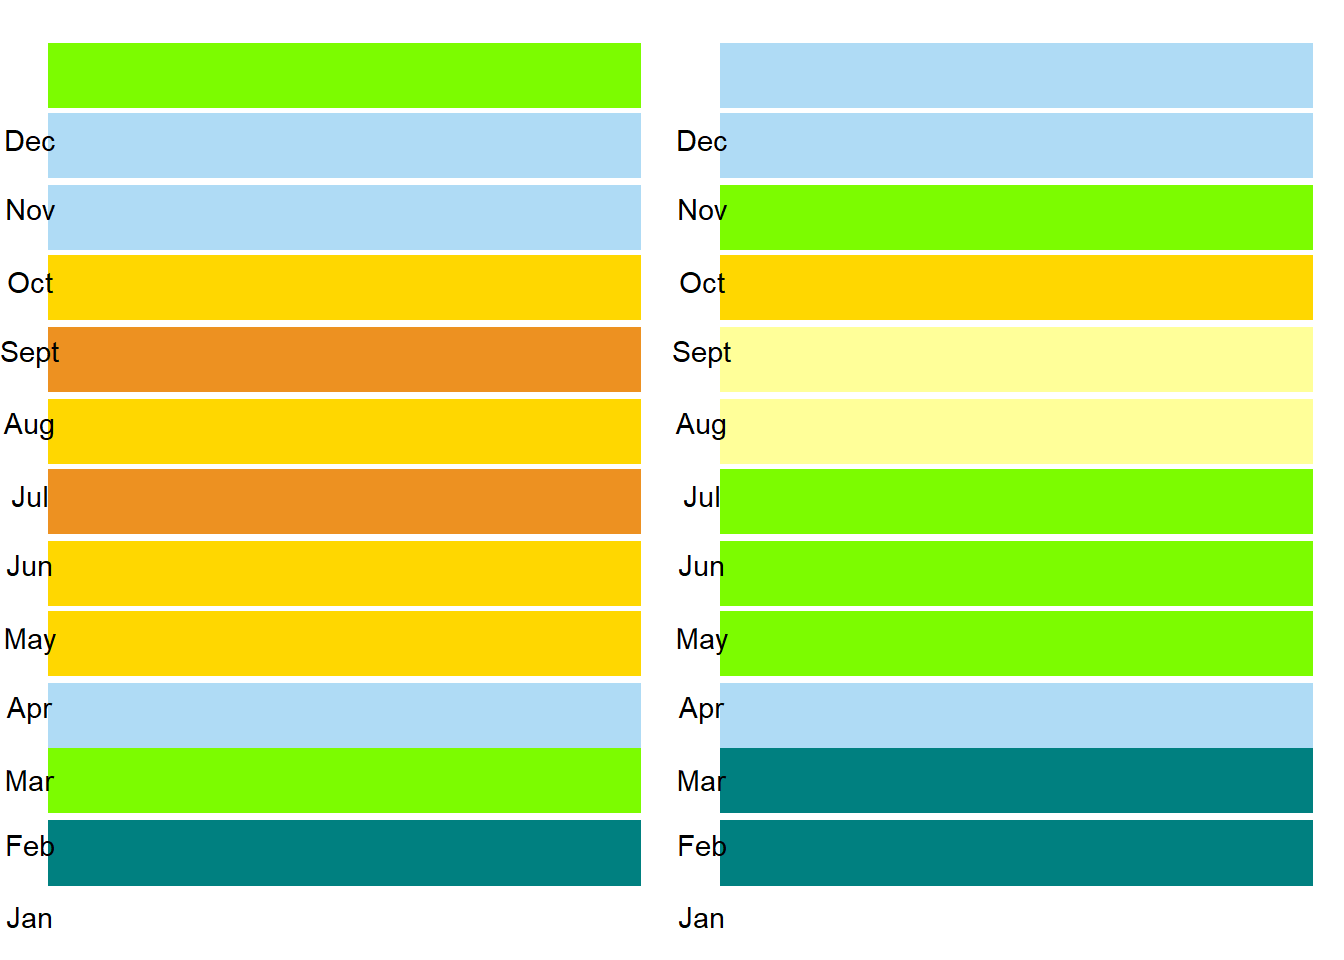 Dec
Nov
Oct
Sept
Aug
Jul
Jun
May
Apr
Mar
Feb
Jan
Dec
Nov
Oct
Sept
Aug
Jul
Jun
May
Apr
Mar
Feb
Jan